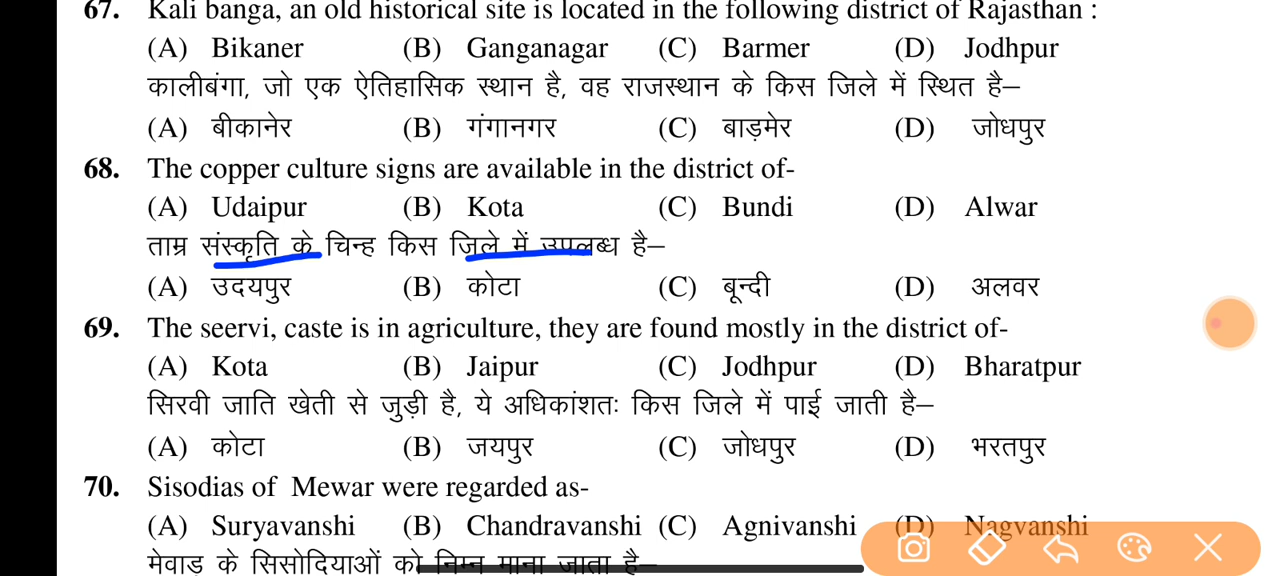 67. Kali banga, an old historical site is located in the following district of Rajasthan :
(A) Bikaner (B) Ganganagar (C) Barmer (D) Jodhpur
कालीबंगा, जो एक ऐतिहासिक स्थान है, वह राजस्थान के किस जिले में स्थित है–
(A) बीकानेर (B) गंगानगर (C) बाड़मेर (D) जोधपुर
68. The copper culture signs are available in the district of-
(A) Udaipur (B) Kota (C) Bundi (D) Alwar
ताम्र संस्कृति के चिन्ह किस जिले में उपलब्ध है–
(A) उदयपुर (B) कोटा (C) बून्दी (D) अलवर
69. The seervi, caste is in agriculture, they are found mostly in the district of-
(A) Kota (B) Jaipur (C) Jodhpur (D) Bharatpur
सिरवी जाति खेती से जुड़ी है, ये अधिकांशतः किस जिले में पाई जाती है–
(A) कोटा (B) जयपुर (C) जोधपुर (D) भरतपुर
70. Sisodias of Mewar were regarded as-
(A) Suryavanshi (B) Chandravanshi (C) Agnivanshi (D) Nagvanshi
मेवाड़ के सिसोदियाओं को निम्न माना जाता है–